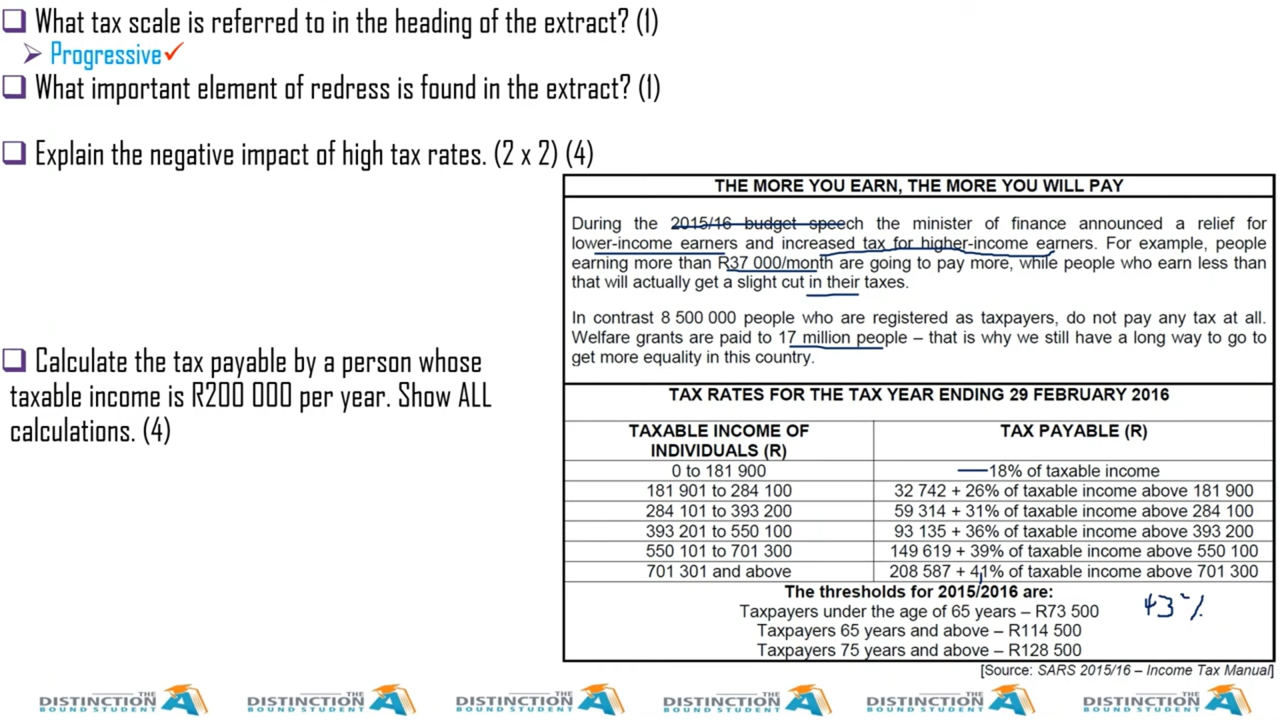 What tax scale is referred to in the heading of the extract? (1)
Progressive
What important element of redress is found in the extract? (1)
Explain the negative impact of high tax rates. (2 x 2) (4)
Calculate the tax payable by a person whose
taxable income is R200 000 per year. Show ALL
calculations. (4)
THE MORE YOU EARN, THE MORE YOU WILL PAY
During the 2015/16 budget speech the minister of finance announced a relief for
lower-income earners and increased tax for higher-income earners. For example, people
earning more than R37 000/month are going to pay more, while people who earn less than
that will actually get a slight cut in their taxes.
In contrast 8 500 000 people who are registered as taxpayers, do not pay any tax at all.
Welfare grants are paid to 17 million people – that is why we still have a long way to go to
get more equality in this country.
TAX RATES FOR THE TAX YEAR ENDING 29 FEBRUARY 2016
TAXABLE INCOME OF
INDIVIDUALS (R)
TAX PAYABLE (R)
0 to 181 900 18% of taxable income
181 901 to 284 100 32 742 + 26% of taxable income above 181 900
284 101 to 393 200 59 314 + 31% of taxable income above 284 100
393 201 to 550 100 93 135 + 36% of taxable income above 393 200
550 101 to 701 300 149 619 + 39% of taxable income above 550 100
701 301 and above 208 587 + 41% of taxable income above 701 300
The thresholds for 2015/2016 are:
Taxpayers under the age of 65 years – R73 500
43%
Taxpayers 65 years and above – R114 500
Taxpayers 75 years and above – R128 500
[Source: SARS 2015/16 – Income Tax Manual]
THE DISTINCTION BOUND STUDENT A
THE DISTINCTION BOUND STUDENT A
THE DISTINCTION BOUND STUDENT A
THE DISTINCTION BOUND STUDENT A
THE DISTINCTION BOUND STUDENT A
THE DISTINCTION BOUND STUDENT A